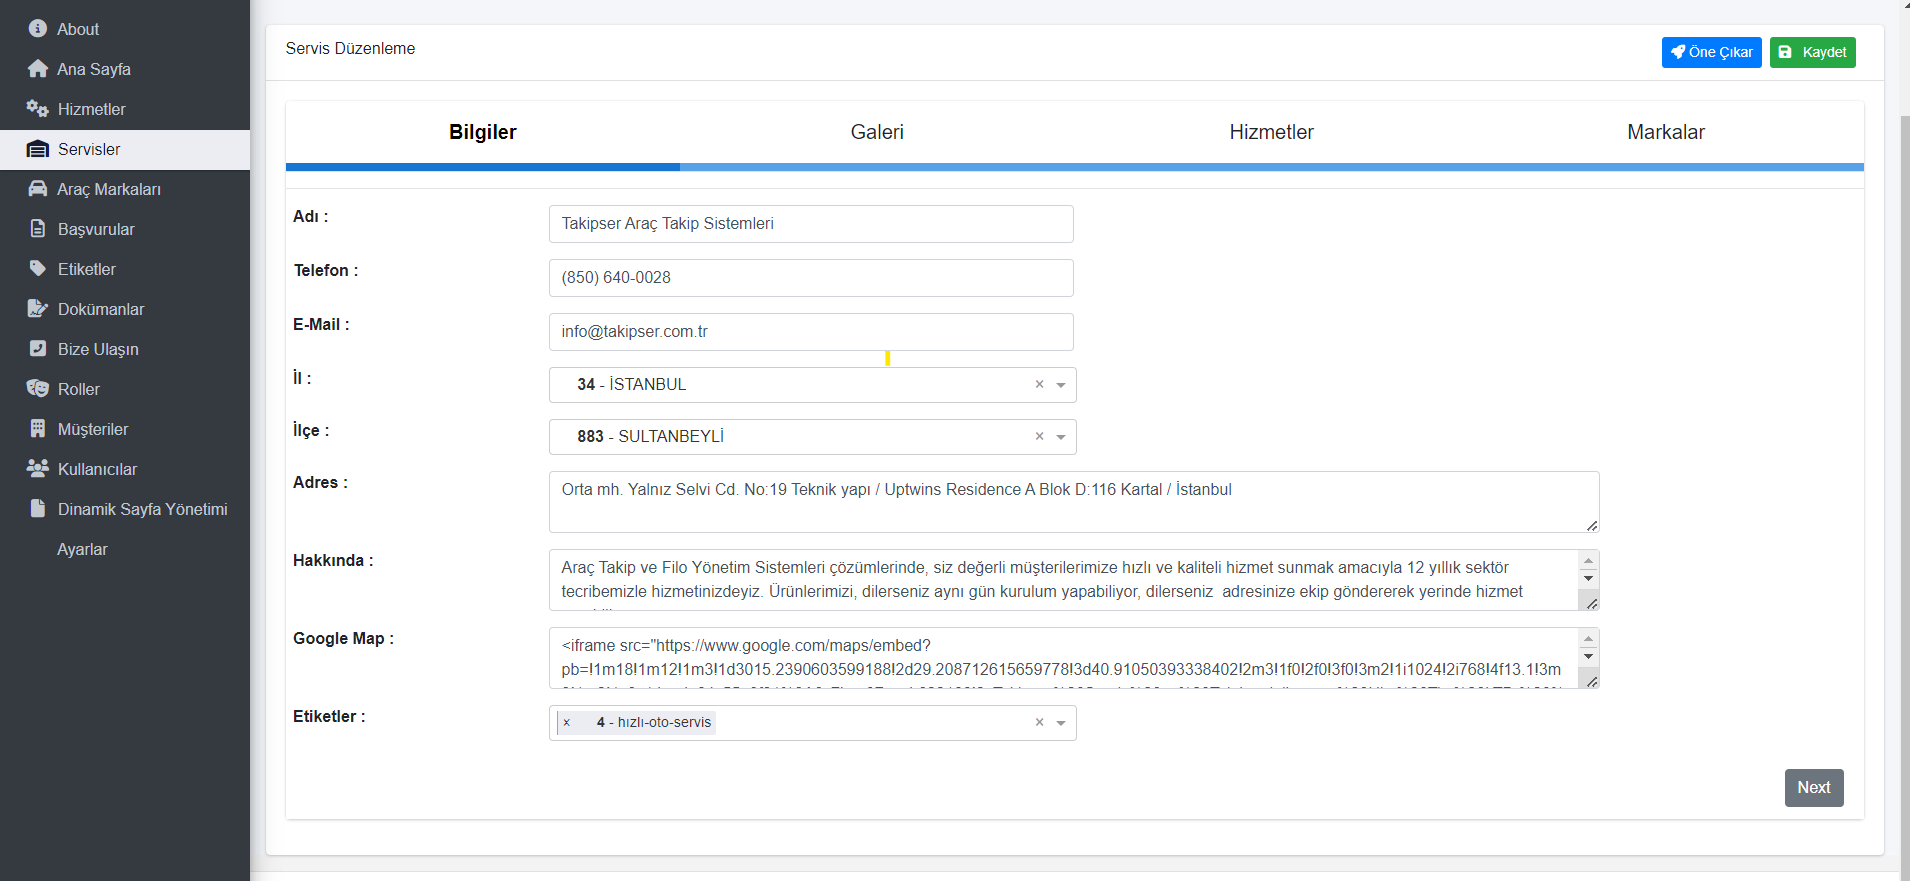 About
Ana Sayfa
Hizmetler
Servisler
Araç Markaları
Başvurular
Etiketler
Dokümanlar
Bize Ulaşın
Roller
Müşteriler
Kullanıcılar
Dinamik Sayfa Yönetimi
Ayarlar
Servis Düzenleme
Öne Çıkar
Kaydet
Bilgiler
Galeri
Hizmetler
Markalar
Adı :
Takipser Araç Takip Sistemleri
Telefon :
(850) 640-0028
E-Mail :
info@takipser.com.tr
İl :
34 - İSTANBUL
İlçe :
883 - SULTANBEYLİ
Adres :
Orta mh. Yalnız Selvi Cd. No:19 Teknik yapı / Uptwins Residence A Blok D:116 Kartal / İstanbul
Hakkında :
Araç Takip ve Filo Yönetim Sistemleri çözümlerinde, siz değerli müşterilerimize hızlı ve kaliteli hizmet sunmak amacıyla 12 yıllık sektör
tecribemizle hizmetinizdeyiz. Ürünlerimizi, dilerseniz aynı gün kurulum yapabiliyor, dilerseniz  adresinize ekip göndererek yerinde hizmet
Google Map :
<iframe src="https://www.google.com/maps/embed?
pb=!1m18!1m12!1m3!1d3015.2390603599188!2d29.208712615659778!3d40.91050393338402!2m3!1f0!2f0!3f0!3m2!1i1024!2i768!4f13.1!3m
Etiketler :
× 4 - hızlı-oto-servis
Next